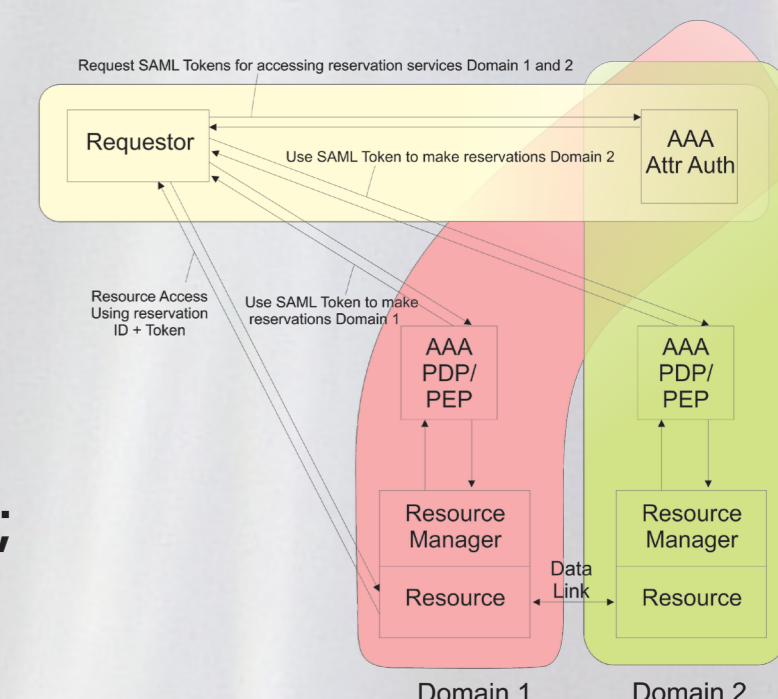 Request SAML Tokens for accessing reservation services Domain 1 and 2
Requestor
AAA
Attr Auth
Use SAML Token to make reservations Domain 2
Resource Access
Using reservation
ID + Token
Use SAML Token to make
reservations Domain 1
AAA
PDP/
PEP
AAA
PDP/
PEP
;
Resource
Manager
Resource
Data
Link
Resource
Manager
Resource
Domain 1
Domain 2